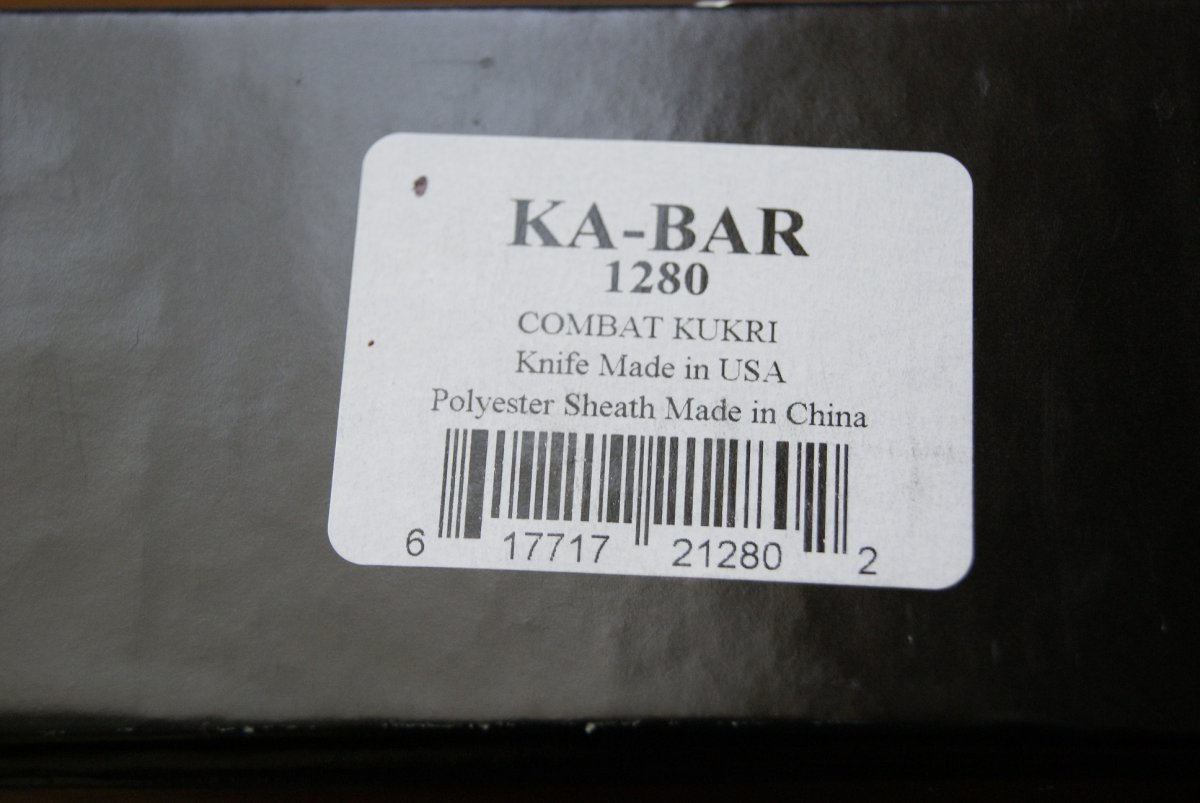 KA-BAR
1280
COMBAT KUKRI
Knife Made in USA
Polyester Sheath Made in China
6 17717 21280 2